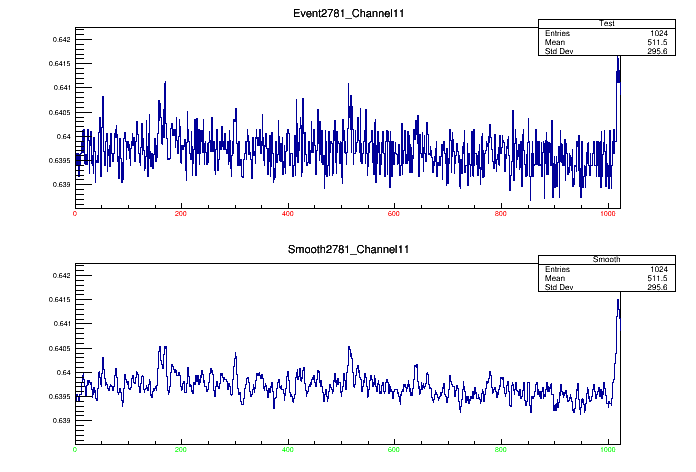 Event2781_Channel11
Test
Entries 1024
Mean 511.5
Std Dev 295.6
0.642
0.6415
0.641
0.6405
0.64
0.6395
0.639
0 200 400 600 800 1000
Smooth2781_Channel11
Smooth
Entries 1024
Mean 511.5
Std Dev 295.6
0.642
0.6415
0.641
0.6405
0.64
0.6395
0.639
0 200 400 600 800 1000